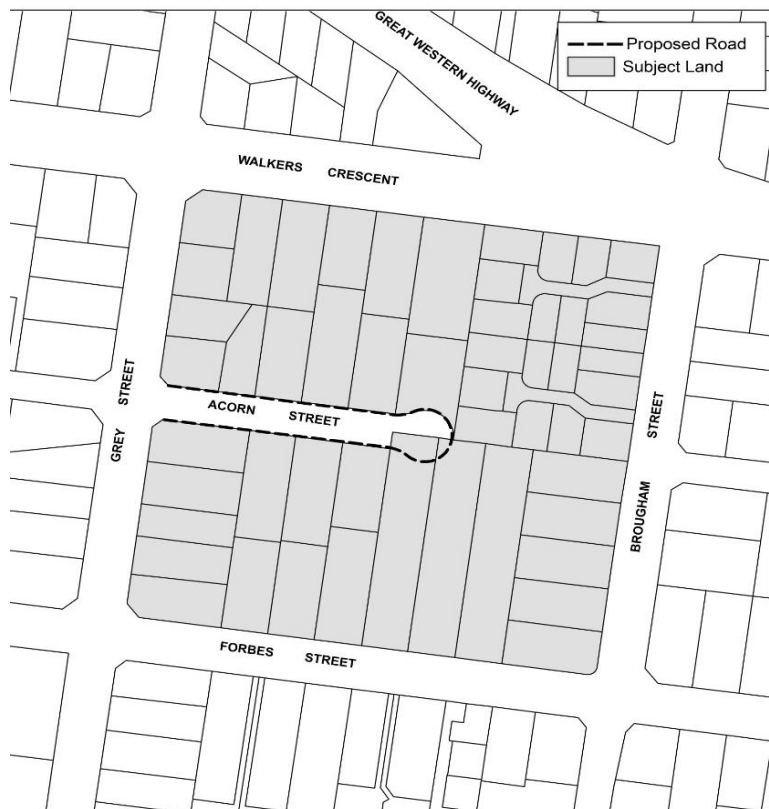 GREAT WESTERN HIGHWAY
Proposed Road
Subject Land
WALKERS CRESCENT
ACORN STREET
GREY STREET
BROUGHAM STREET
FORBES STREET